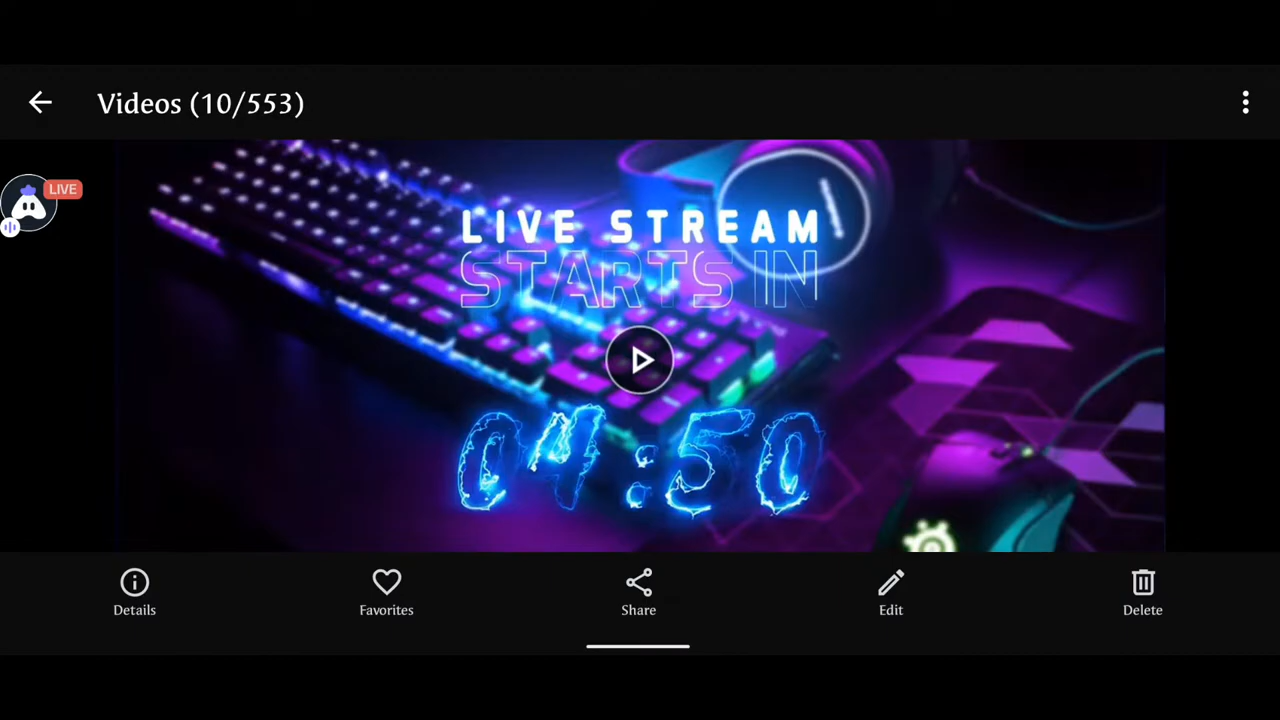 Videos (10/553)
LIVE
LIVE STREAM
STARTS IN
04:50
Details
Favorites
Share
Edit
Delete